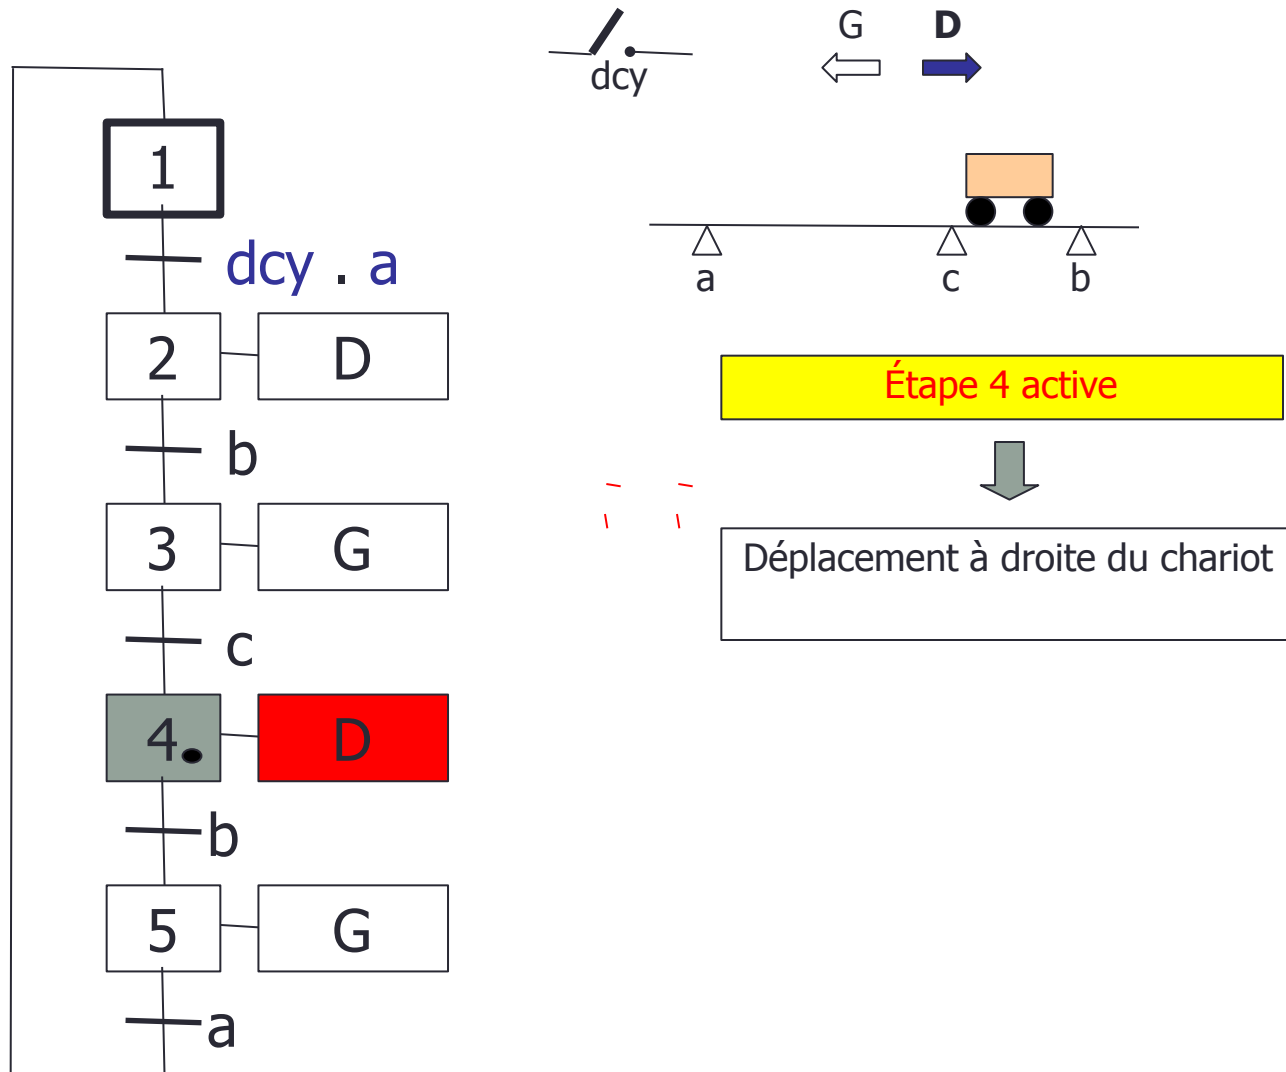 G D
dcy
1
dcy . a
2 D
b
3 G
c
4 D
b
5 G
a
a c b
Étape 4 active
Déplacement à droite du chariot